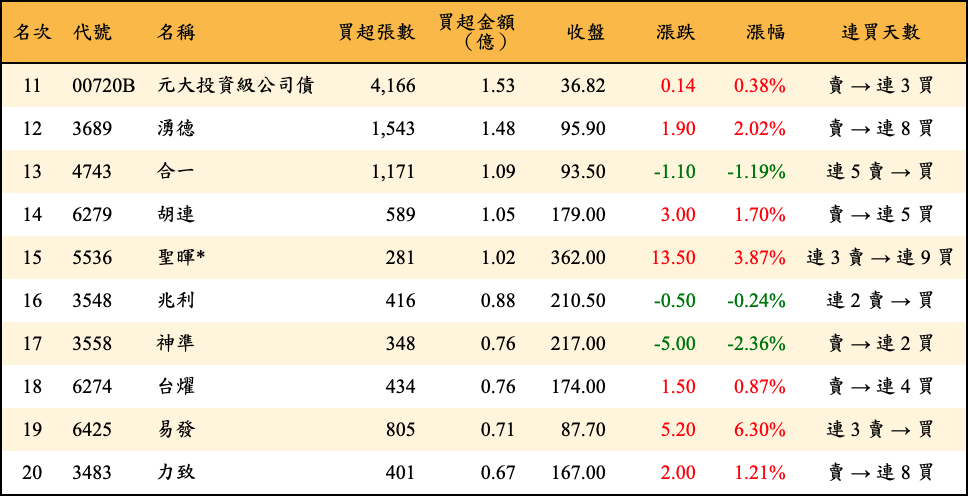 名次 代號 名稱 買超張數 買超金額（億） 收盤 漲跌 漲幅 連買天數
11 00720B 元大投資級公司債 4,166 1.53 36.82 0.14 0.38% 賣 → 連 3 買
12 3689 湧德 1,543 1.48 95.90 1.90 2.02% 賣 → 連 8 買
13 4743 合一 1,171 1.09 93.50 -1.10 -1.19% 連 5 賣 → 買
14 6279 胡連 589 1.05 179.00 3.00 1.70% 賣 → 連 5 買
15 5536 聖暉* 281 1.02 362.00 13.50 3.87% 連 3 賣 → 連 9 買
16 3548 兆利 416 0.88 210.50 -0.50 -0.24% 連 2 賣 → 買
17 3558 神準 348 0.76 217.00 -5.00 -2.36% 賣 → 連 2 買
18 6274 台燿 434 0.76 174.00 1.50 0.87% 賣 → 連 4 買
19 6425 易發 805 0.71 87.70 5.20 6.30% 連 3 賣 → 買
20 3483 力致 401 0.67 167.00 2.00 1.21% 賣 → 連 8 買